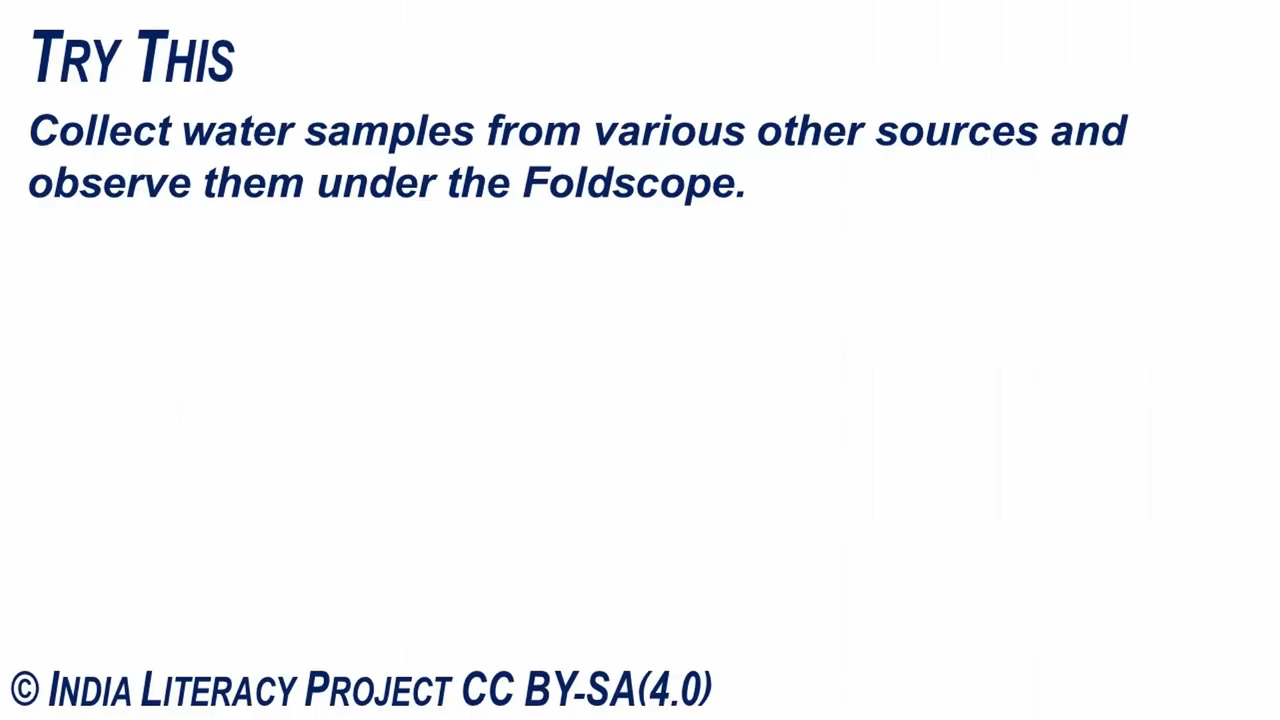 TRY THIS
Collect water samples from various other sources and
observe them under the Foldscope.
© INDIA LITERACY PROJECT CC BY-SA(4.0)